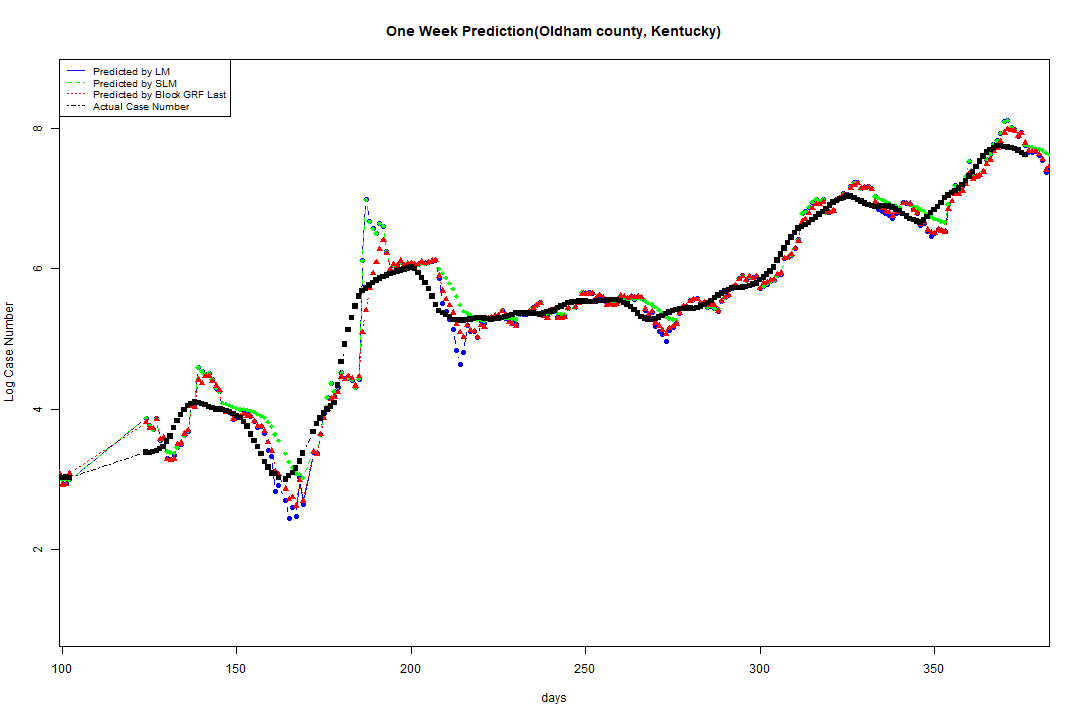 One Week Prediction(Oldham county, Kentucky)
Predicted by LM
Predicted by SLM
Predicted by Block GRF Last
Actual Case Number
8
6
4
2
Log Case Number
100 150 200 250 300 350
days